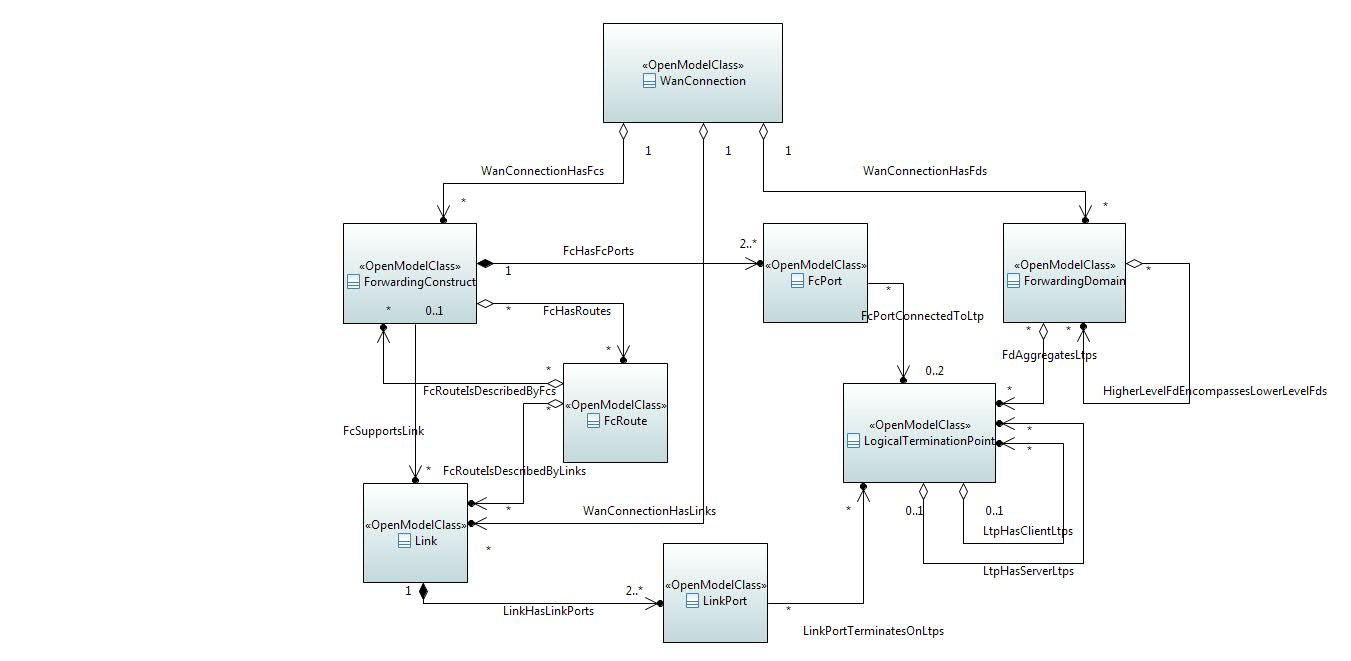 «OpenModelClass»
WanConnection
1
1
1
WanConnectionHasFcs
WanConnectionHasFds
*
*
«OpenModelClass»
ForwardingConstruct
*
0..1
FcHasFcPorts
1
2..*
«OpenModelClass»
FcPort
*
«OpenModelClass»
ForwardingDomain
*
*
*
*
FcHasRoutes
*
FcPortConnectedToLtp
0..2
FdAggregatesLtps
*
HigherLevelFdEncompassesLowerLevelFds
*
FcRouteIsDescribedByFcs
*
«OpenModelClass»
FcRoute
«OpenModelClass»
LogicalTerminationPoint
*
*
FcSupportsLink
*
FcRouteIsDescribedByLinks
*
WanConnectionHasLinks
*
0..1
0..1
«OpenModelClass»
Link
*
LtpHasClientLtps
LtpHasServerLtps
1
2..*
LinkHasLinkPorts
«OpenModelClass»
LinkPort
*
LinkPortTerminatesOnLtps